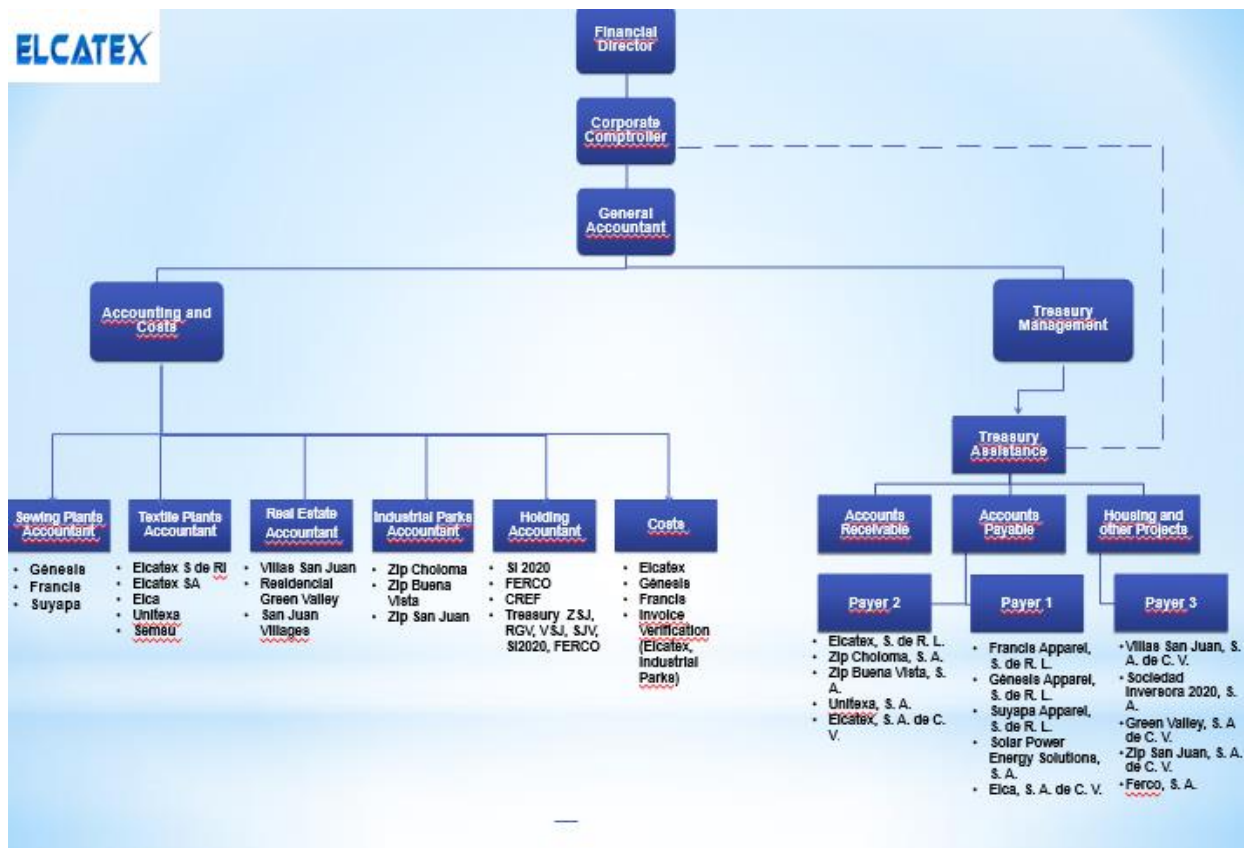 ELCATEX
Financial
Director
Corporate
Comptroller
General
Accountant
Accounting and
Costs
Treasury
Management
Treasury
Assistance
Sewing Plants
Accountant
Textile Plants
Accountant
Real Estate
Accountant
Industrial Parks
Accountant
Holding
Accountant
Costs
Accounts
Receivable
Accounts
Payable
Housing and
other Projects
• Génesis
• Francis
• Suyapa
• Elcatex S de Rl
• Elcatex SA
• Elca
• Unitexa
• Semsu
• Villas San Juan
• Residencial
Green Valley
• San Juan
Villages
• Zip Choloma
• Zip Buena
Vista
• Zip San Juan
• SI 2020
• FERCO
• CREF
• Treasury ZSJ,
RGV, VSJ, SJV,
SI2020, FERCO
• Elcatex
• Génesis
• Francis
• Invoice
Verification
(Elcatex,
Industrial
Parks)
Payer 2
Payer 1
Payer 3
• Elcatex, S. de R. L.
• Zip Choloma, S. A.
• Zip Buena Vista, S.
A.
• Unitexa, S. A.
• Elcatex, S. A. de C.
V.
• Francis Apparel,
S. de R. L.
• Génesis Apparel,
S. de R. L.
• Suyapa Apparel,
S. de R. L.
• Solar Power
Energy Solutions,
S. A.
• Elca, S. A. de C. V.
• Villas San Juan, S.
A. de C. V.
• Sociedad
Inversora 2020, S.
A.
• Green Valley, S. A
de C. V.
• Zip San Juan, S. A.
de C. V.
• Ferco, S. A.